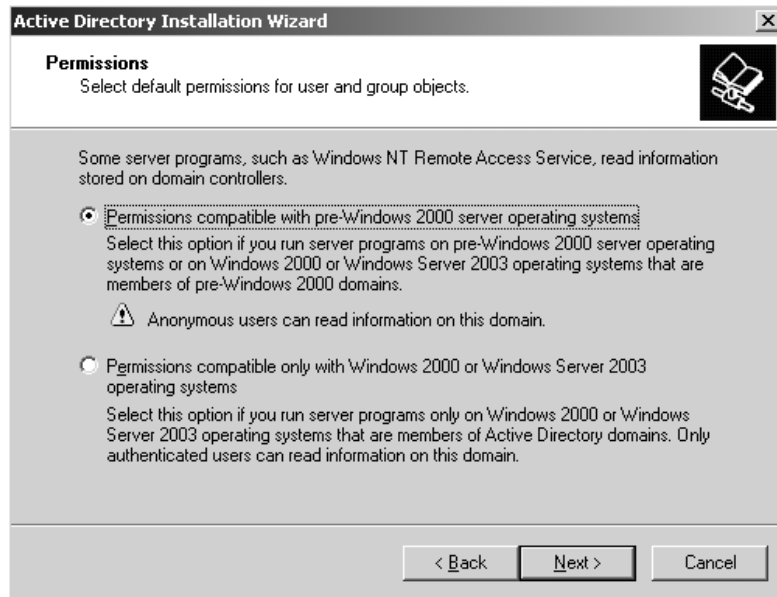 Active Directory Installation Wizard
Permissions
Select default permissions for user and group objects.
Some server programs, such as Windows NT Remote Access Service, read information
stored on domain controllers.
Permissions compatible with pre-Windows 2000 server operating systems
Select this option if you run server programs on pre-Windows 2000 server operating
systems or on Windows 2000 or Windows Server 2003 operating systems that are
members of pre-Windows 2000 domains.
Anonymous users can read information on this domain.
Permissions compatible only with Windows 2000 or Windows Server 2003
operating systems
Select this option if you run server programs only on Windows 2000 or Windows
Server 2003 operating systems that are members of Active Directory domains. Only
authenticated users can read information on this domain.
< Back Next > Cancel